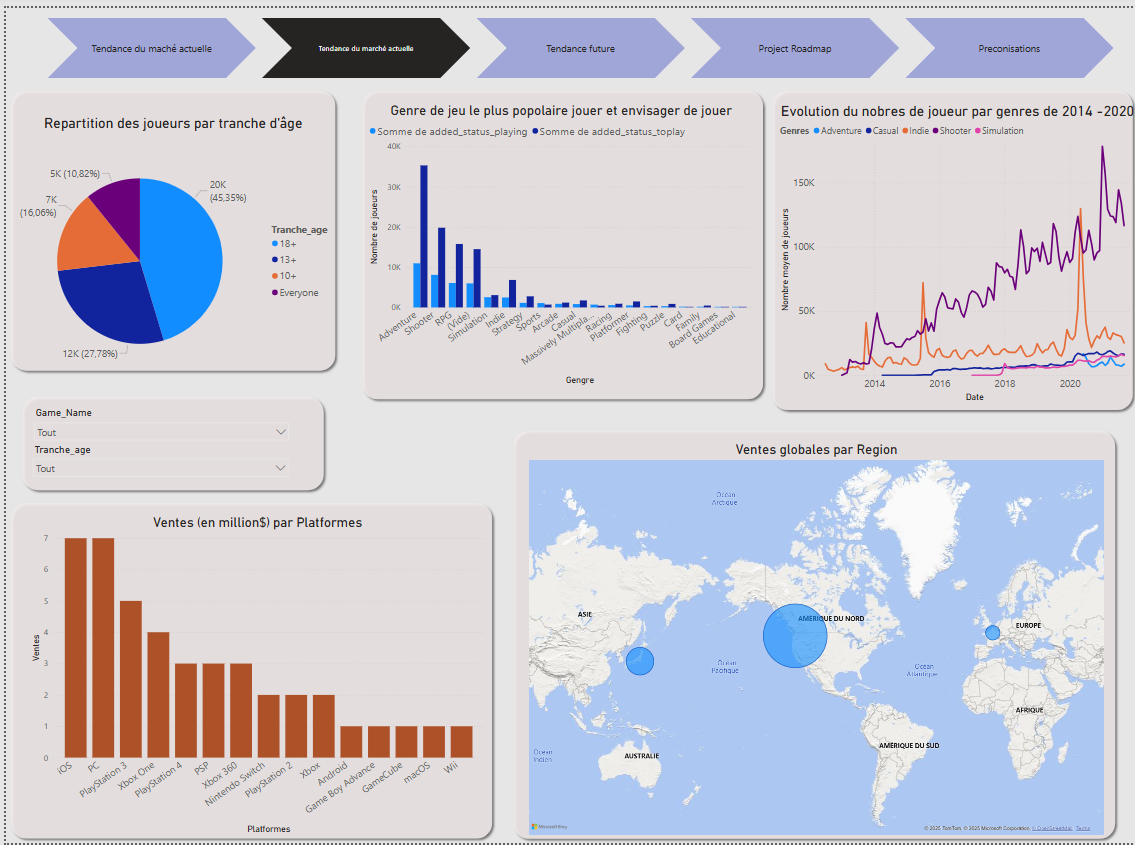 Tendance du maché actuelle
Tendance du marché actuelle
Tendance future
Project Roadmap
Preconisations
Repartition des joueurs par tranche d'âge
5K (10,82%)
20K
(45,35%)
7K
(16,06%)
12K (27,78%)
Tranche_age
18+
13+
10+
Everyone
Genre de jeu le plus popolaire jouer et envisager de jouer
Somme de added_status_playing Somme de added_status_toplay
Nombre de joueurs
40K
30K
20K
10K
0K
Adventure
Shooter
RPG
(Vide)
Simulation
Indie
Strategy
Sports
Arcade
Casual
Massively Multipla...
Racing
Platformer
Fighting
Puzzle
Card
Family
Board Games
Educational
Gengre
Evolution du nobres de joueur par genres de 2014 -2020
Genres Adventure Casual Indie Shooter Simulation
Nombre moyen de joueurs
150K
100K
50K
0K
2014 2016 2018 2020
Date
Game_Name
Tout
Tranche_age
Tout
Ventes (en million$) par Platformes
Ventes
7
6
5
4
3
2
1
0
iOS
PC
PlayStation 3
Xbox One
PlayStation 4
PSP
Xbox 360
Nintendo Switch
PlayStation 2
Xbox
Android
Game Boy Advance
GameCube
macOS
Wii
Platformes
Ventes globales par Region
Océan
Arctique
ASIE
AMÉRIQUE DU NORD
EUROPE
Océan
Pacifique
Océan
Atlantique
AFRIQUE
AMÉRIQUE DU SUD
AUSTRALIE
Océan
Indien
Microsoft Bing
© 2025 TomTom, © 2025 Microsoft Corporation, © OpenStreetMap Terms